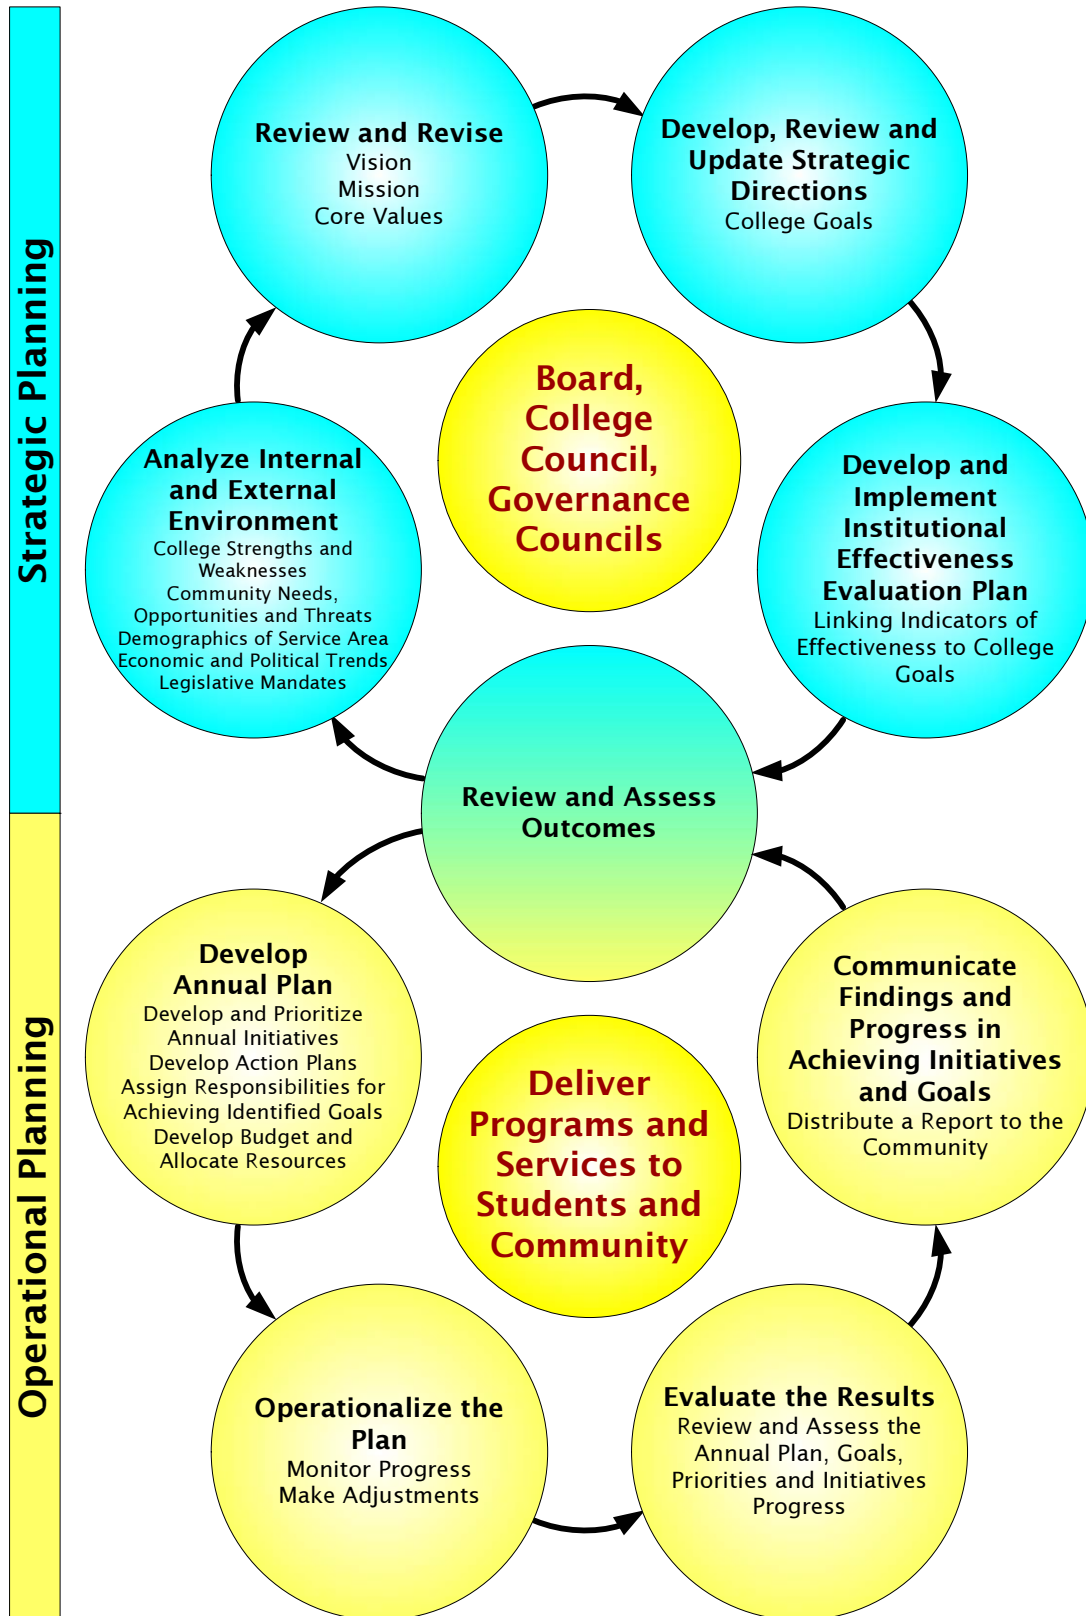 Strategic Planning
Review and Revise
Vision
Mission
Core Values
Develop, Review and
Update Strategic
Directions
College Goals
Board,
College
Council,
Governance
Councils
Analyze Internal
and External
Environment
College Strengths and
Weaknesses
Community Needs,
Opportunities and Threats
Demographics of Service Area
Economic and Political Trends
Legislative Mandates
Develop and
Implement
Institutional
Effectiveness
Evaluation Plan
Linking Indicators of
Effectiveness to College
Goals
Review and Assess
Outcomes
Operational Planning
Develop
Annual Plan
Develop and Prioritize
Annual Initiatives
Develop Action Plans
Assign Responsibilities for
Achieving Identified Goals
Develop Budget and
Allocate Resources
Deliver
Programs and
Services to
Students and
Community
Communicate
Findings and
Progress in
Achieving Initiatives
and Goals
Distribute a Report to the
Community
Operationalize the
Plan
Monitor Progress
Make Adjustments
Evaluate the Results
Review and Assess the
Annual Plan, Goals,
Priorities and Initiatives
Progress